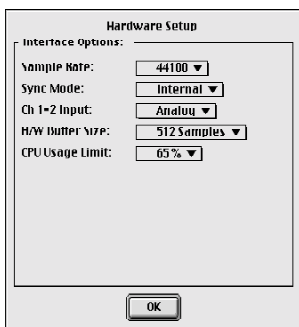 Hardware Setup
Interface Options:
Sample Rate: 44100
Sync Mode: Internal
Ch 1-2 Input: Analog
H/W Buffer Size: 512 Samples
CPU Usage Limit: 65%
OK